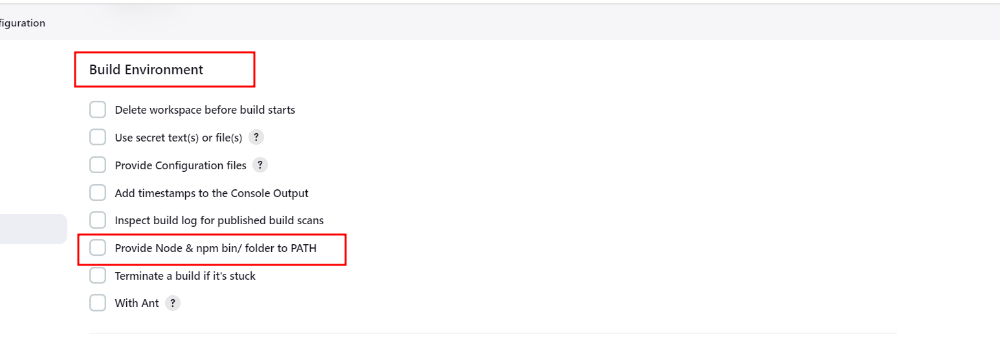 figuration
Build Environment
Delete workspace before build starts
Use secret text(s) or file(s) ?
Provide Configuration files ?
Add timestamps to the Console Output
Inspect build log for published build scans
Provide Node & npm bin/ folder to PATH
Terminate a build if it's stuck
With Ant ?